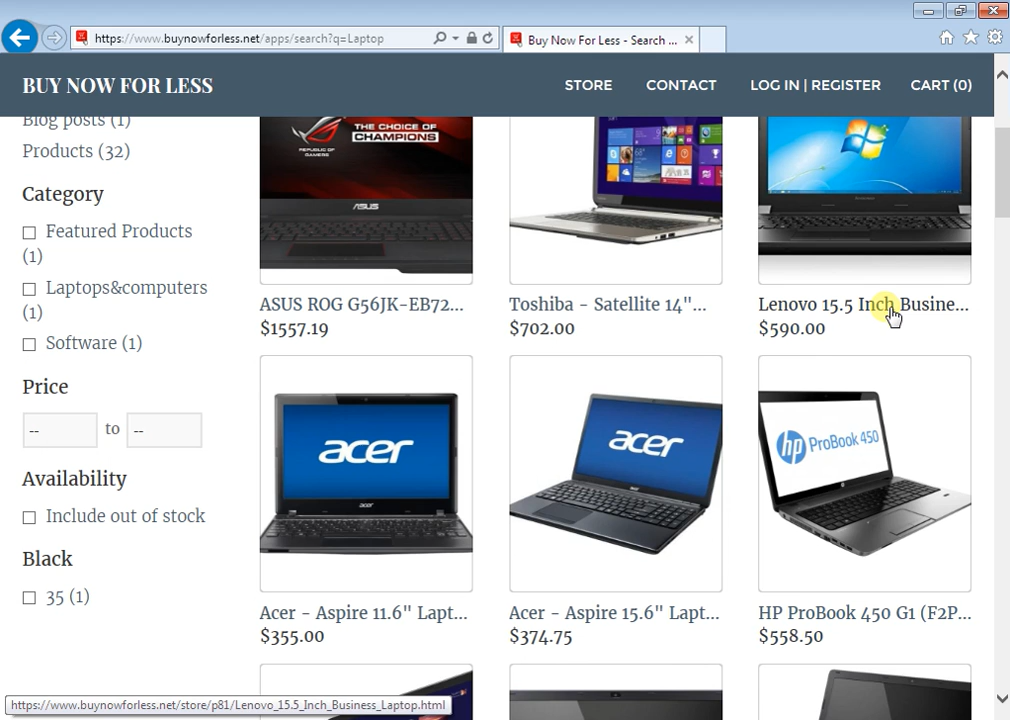 https://www.buynowforless.net/apps/search?q=Laptop
Buy Now For Less - Search ...
BUY NOW FOR LESS
STORE
CONTACT
LOG IN | REGISTER
CART (0)
Blog posts (1)
Products (32)
Category
Featured Products
(1)
Laptops&computers
(1)
Software (1)
Price
--
to
--
Availability
Include out of stock
Black
35 (1)
REPUBLIC OF
GAMERS
THE CHOICE OF
CHAMPIONS
ASUS
ASUS ROG G56JK-EB72...
$1557.19
Toshiba - Satellite 14"...
$702.00
Lenovo 15.5 Inch Busine...
$590.00
acer
acer
Acer - Aspire 11.6" Lapt...
$355.00
acer
Acer - Aspire 15.6" Lapt...
$374.75
hp ProBook 450
HP ProBook 450 G1 (F2P...
$558.50
https://www.buynowforless.net/store/p81/Lenovo_15.5_Inch_Business_Laptop.html